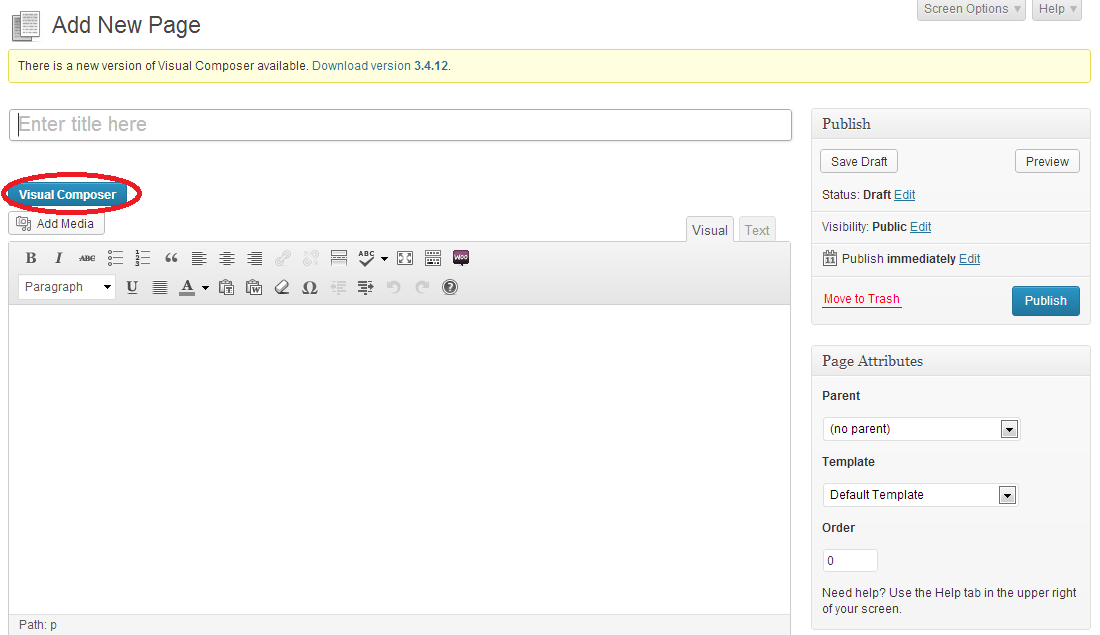 Screen Options
Help
Add New Page
There is a new version of Visual Composer available. Download version 3.4.12.
Enter title here
Visual Composer
Add Media
Visual
Text
B I ABC ABC WOO
Paragraph U A T W Ω ?
Path: p
Publish
Save Draft
Preview
Status: Draft Edit
Visibility: Public Edit
11 Publish immediately Edit
Move to Trash
Publish
Page Attributes
Parent
(no parent)
Template
Default Template
Order
0
Need help? Use the Help tab in the upper right
of your screen.